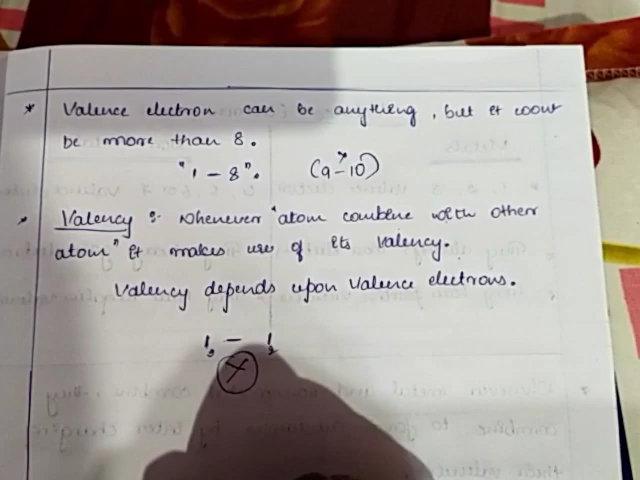 * Valence electron can be anything, but it wont
be more than 8.
"1 - 8". (9-10)
* Valency :- Whenever "atom combine with other
atom" it makes use of its valency.
Valency depends upon Valence electrons.